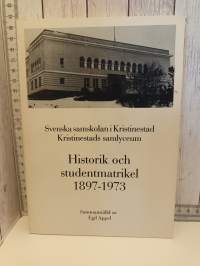 Svenska samskolan i Kristinestad
Kristinestads samlyceum
Historik och
studentmatrikel
1897-1973
Sammanställd av
Egil Appel